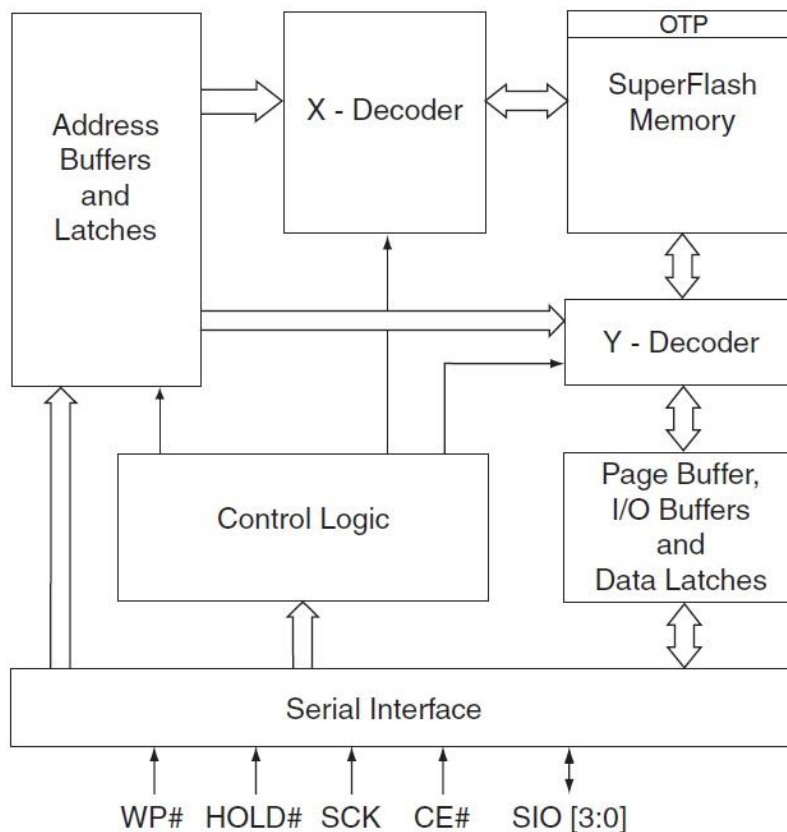 OTP
SuperFlash
Memory
X - Decoder
Address
Buffers
and
Latches
Y - Decoder
Control Logic
Page Buffer,
I/O Buffers
and
Data Latches
Serial Interface
WP# HOLD# SCK CE# SIO [3:0]